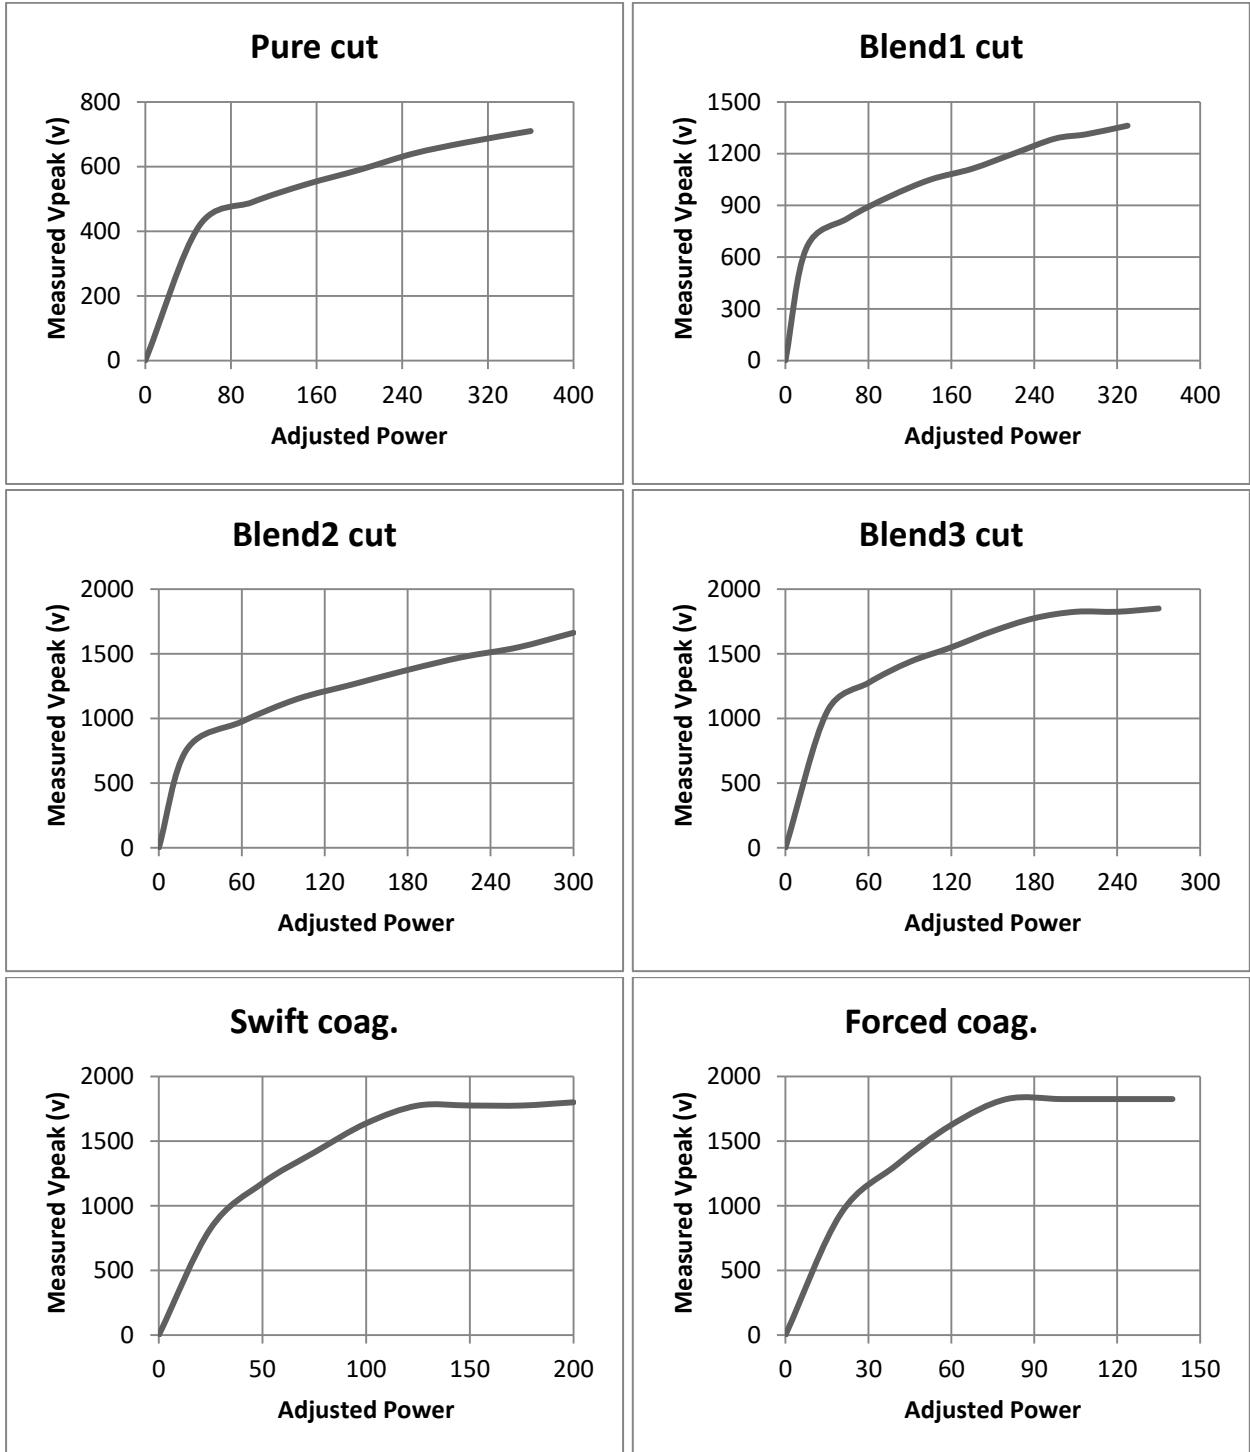 Pure cut
Measured Vpeak (v)
800
600
400
200
0
0 80 160 240 320 400
Adjusted Power
Blend1 cut
Measured Vpeak (v)
1500
1200
900
600
300
0
0 80 160 240 320 400
Adjusted Power
Blend2 cut
Measured Vpeak (v)
2000
1500
1000
500
0
0 60 120 180 240 300
Adjusted Power
Blend3 cut
Measured Vpeak (v)
2000
1500
1000
500
0
0 60 120 180 240 300
Adjusted Power
Swift coag.
Measured Vpeak (v)
2000
1500
1000
500
0
0 50 100 150 200
Adjusted Power
Forced coag.
Measured Vpeak (v)
2000
1500
1000
500
0
0 30 60 90 120 150
Adjusted Power